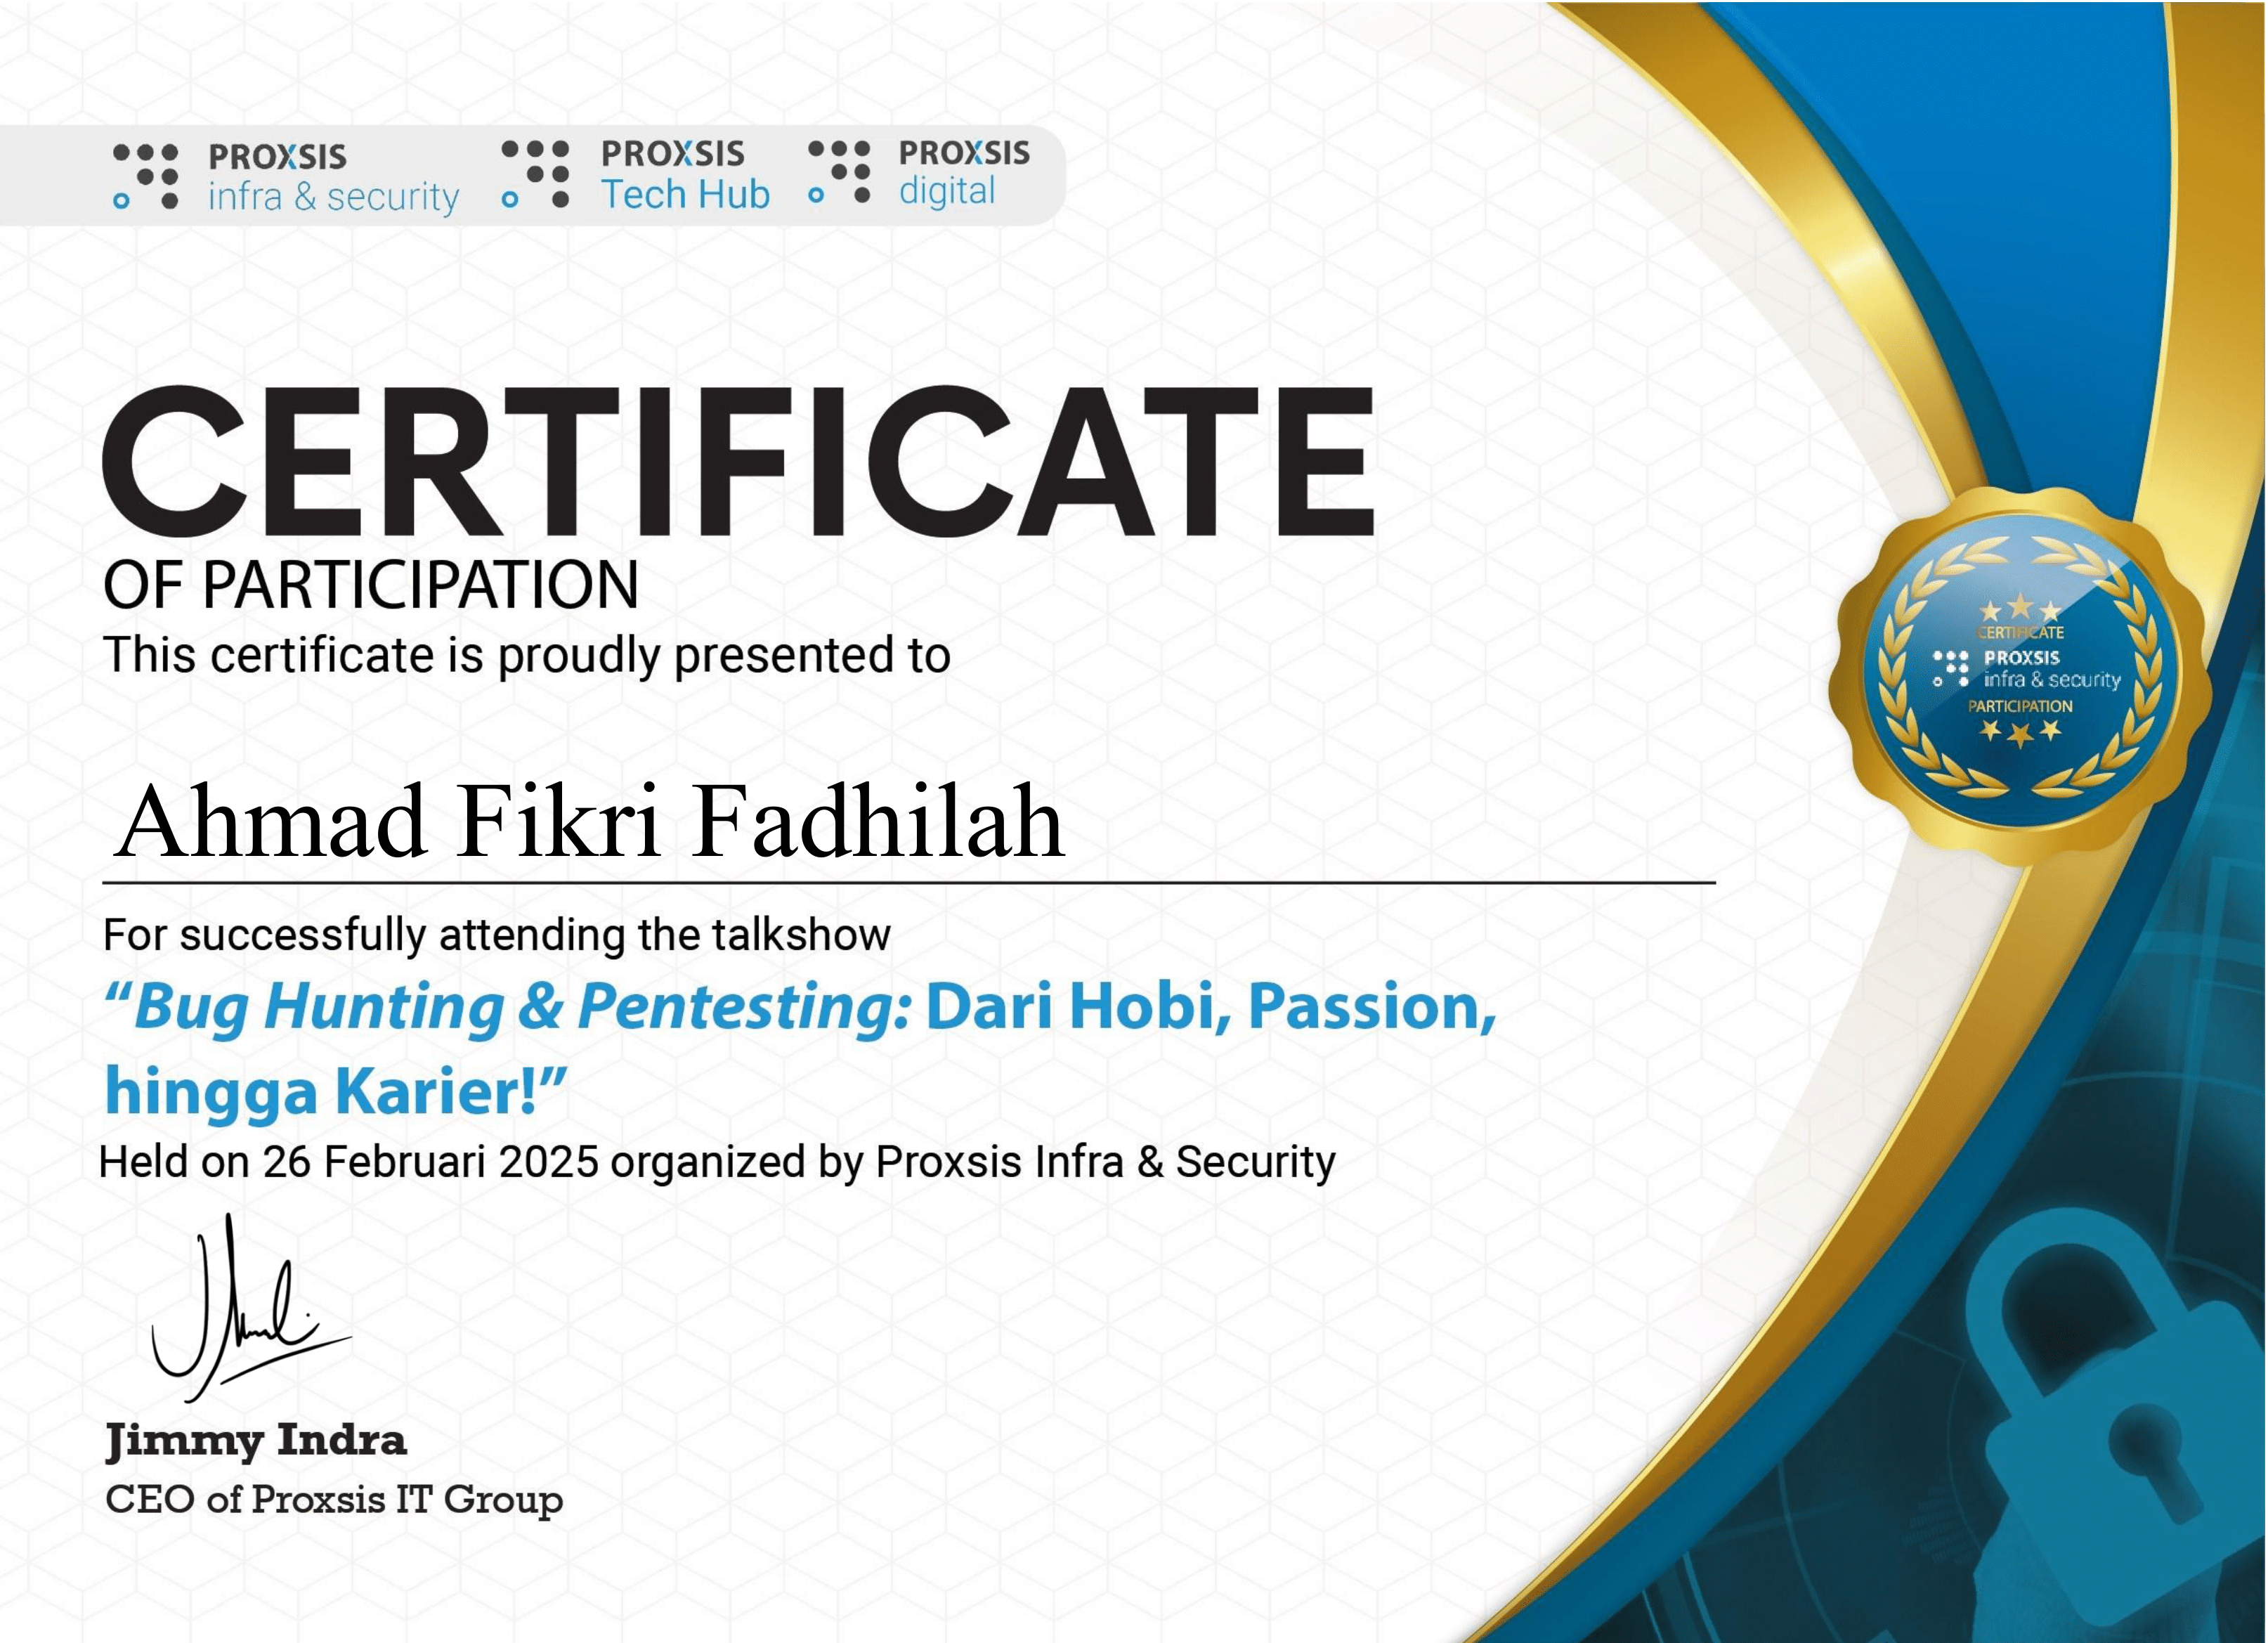 PROXSIS
infra & security
PROXSIS
Tech Hub
PROXSIS
digital
CERTIFICATE
OF PARTICIPATION
This certificate is proudly presented to
Ahmad Fikri Fadhilah
For successfully attending the talkshow
“Bug Hunting & Pentesting: Dari Hobi, Passion,
hingga Karier!”
Held on 26 Februari 2025 organized by Proxsis Infra & Security
Jimmy Indra
CEO of Proxsis IT Group
CERTIFICATE
PROXSIS
infra & security
PARTICIPATION